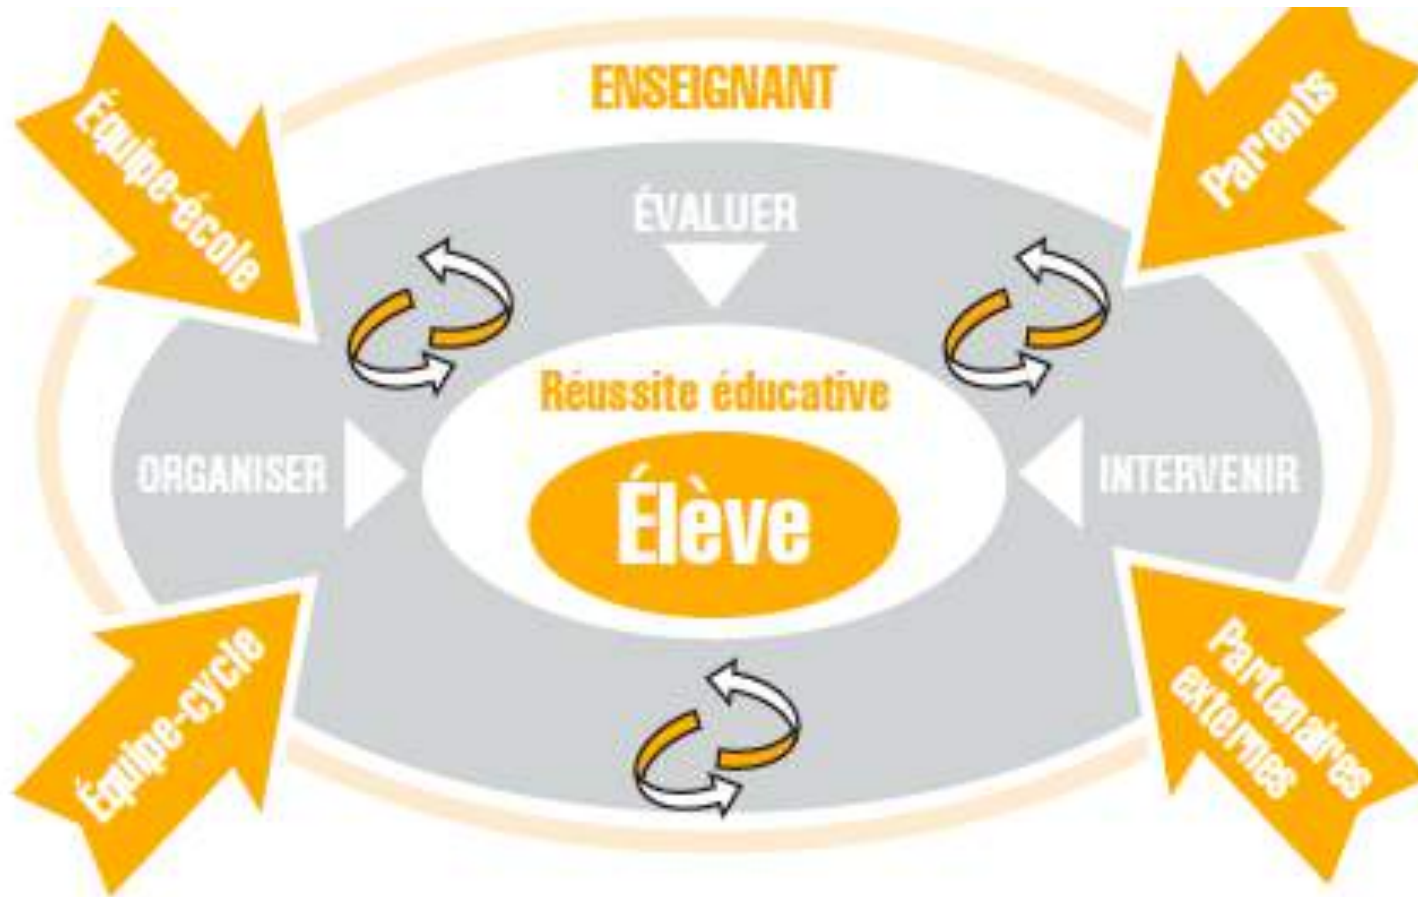 ENSEIGNANT
Équipe-école
Parents
ÉVALUER
Réussite éducative
ORGANISER
Élève
INTERVENIR
Équipe-cycle
Partenaires
externes